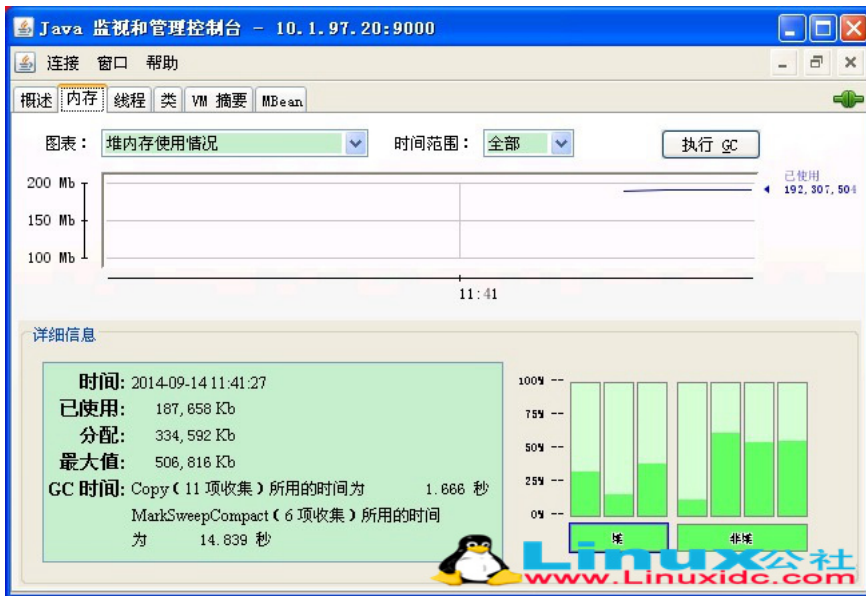 Java 监视和管理控制台 - 10.1.97.20:9000
连接 窗口 帮助
概述 内存 线程 类 VM 摘要 MBean
图表： 堆内存使用情况 时间范围： 全部 执行 GC
200 Mb
150 Mb
100 Mb
已使用
192,307,504
11:41
详细信息
时间: 2014-09-14 11:41:27
已使用: 187,658 Kb
分配: 334,592 Kb
最大值: 506,816 Kb
GC 时间: Copy ( 11 项收集 ) 所用的时间为 1.666 秒
MarkSweepCompact ( 6 项收集 ) 所用的时间
为 14.839 秒
100% --
75% --
50% --
25% --
0% --
堆 非堆
Linux公社
www.Linuxidc.com